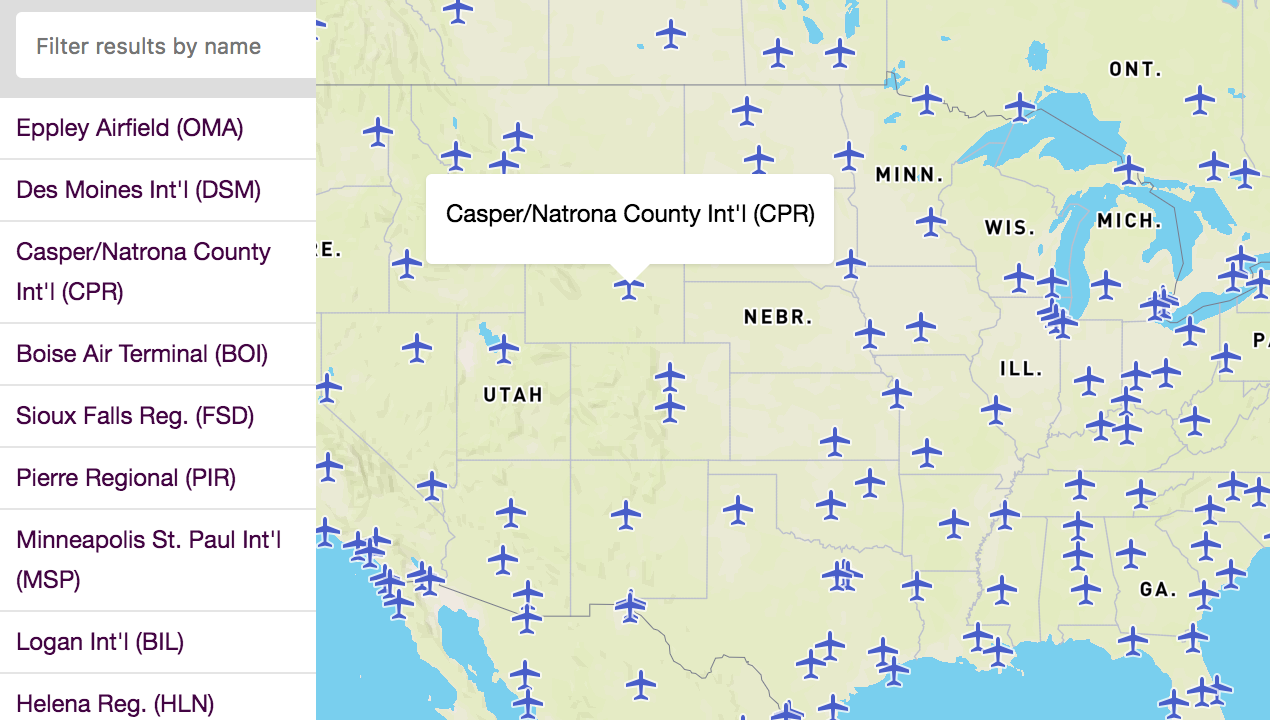 Filter results by name
Eppley Airfield (OMA)
Des Moines Int'l (DSM)
Casper/Natrona County
Int'l (CPR)
Boise Air Terminal (BOI)
Sioux Falls Reg. (FSD)
Pierre Regional (PIR)
Minneapolis St. Paul Int'l
(MSP)
Logan Int'l (BIL)
Helena Reg. (HLN)
ONT.
MINN.
Casper/Natrona County Int'l (CPR)
WIS.
MICH.
RE.
NEBR.
UTAH
ILL.
PA
GA.